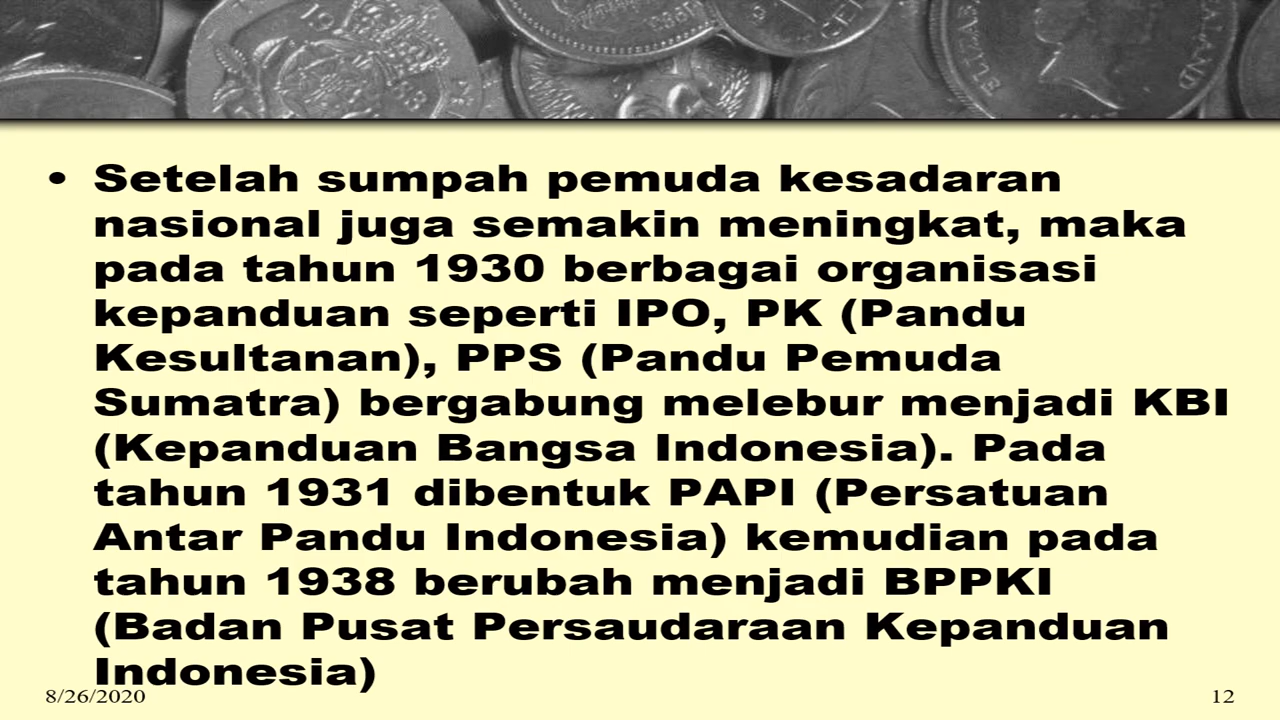 • Setelah sumpah pemuda kesadaran
nasional juga semakin meningkat, maka
pada tahun 1930 berbagai organisasi
kepanduan seperti IPO, PK (Pandu
Kesultanan), PPS (Pandu Pemuda
Sumatra) bergabung melebur menjadi KBI
(Kepanduan Bangsa Indonesia). Pada
tahun 1931 dibentuk PAPI (Persatuan
Antar Pandu Indonesia) kemudian pada
tahun 1938 berubah menjadi BPPKI
(Badan Pusat Persaudaraan Kepanduan
Indonesia)
8/26/2020
12